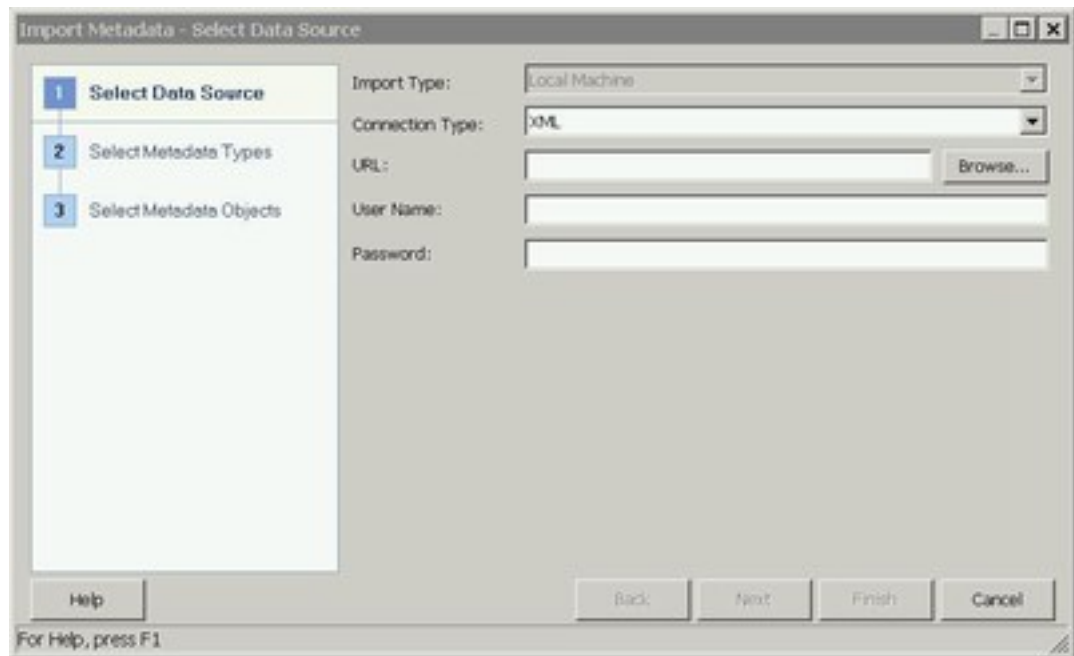 Import Metadata - Select Data Source
1 Select Data Source
2 Select Metadata Types
3 Select Metadata Objects
Import Type: Local Machine
Connection Type: XML
URL: Browse...
User Name:
Password:
Help Back Next Finish Cancel
For Help, press F1